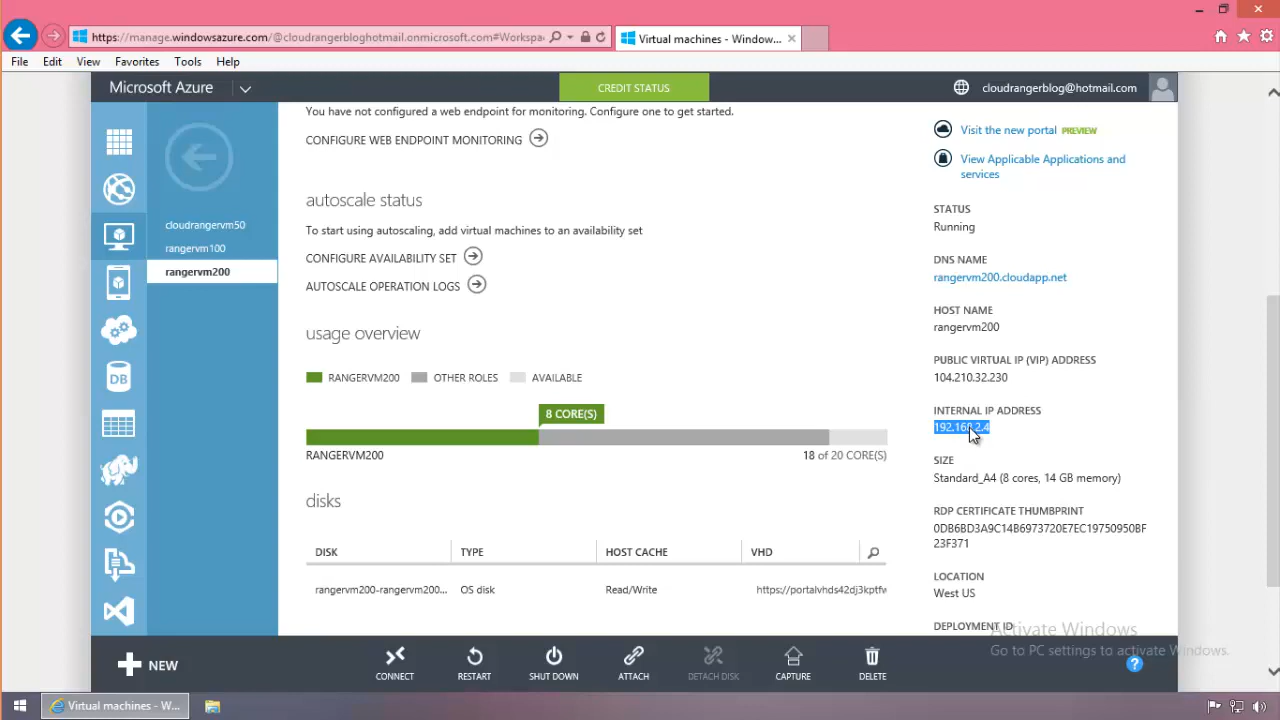 https://manage.windowsazure.com/@cloudrangerbloghotmail.onmicrosoft.com#Workspa
Virtual machines - Window...
File Edit View Favorites Tools Help
Microsoft Azure
CREDIT STATUS
cloudrangerblog@hotmail.com
You have not configured a web endpoint for monitoring. Configure one to get started.
CONFIGURE WEB ENDPOINT MONITORING
cloudrangervm50
rangervm100
rangervm200
autoscale status
To start using autoscaling, add virtual machines to an availability set
CONFIGURE AVAILABILITY SET
AUTOSCALE OPERATION LOGS
usage overview
RANGERVM200 OTHER ROLES AVAILABLE
8 CORE(S)
RANGERVM200 18 of 20 CORE(S)
disks
DISK TYPE HOST CACHE VHD
rangervm200-rangervm200... OS disk Read/Write https://portalvhds42dj3kptfw
Visit the new portal PREVIEW
View Applicable Applications and
services
STATUS
Running
DNS NAME
rangervm200.cloudapp.net
HOST NAME
rangervm200
PUBLIC VIRTUAL IP (VIP) ADDRESS
104.210.32.230
INTERNAL IP ADDRESS
192.168.2.4
SIZE
Standard_A4 (8 cores, 14 GB memory)
RDP CERTIFICATE THUMBPRINT
0DB6BD3A9C14B6973720E7EC19750950BF
23F371
LOCATION
West US
DEPLOYMENT ID
Activate Windows
Go to PC settings to activate Windows.
DB
NEW
CONNECT RESTART SHUT DOWN ATTACH DETACH DISK CAPTURE DELETE
?
Virtual machines - W...